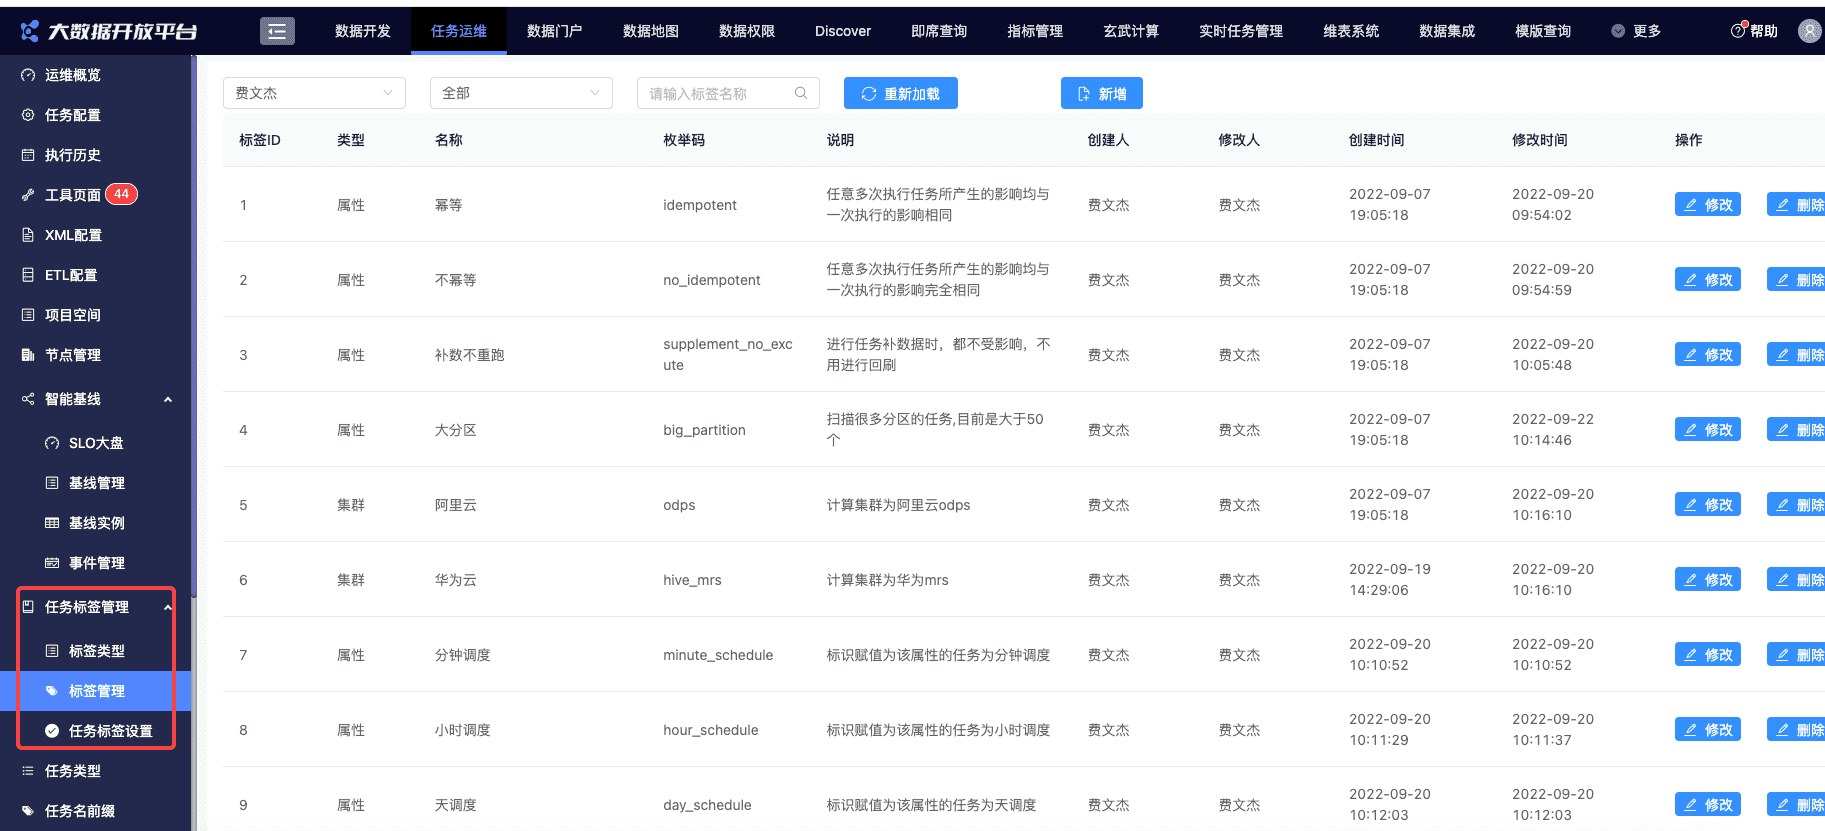 大数据开放平台
数据开发 任务运维 数据门户 数据地图 数据权限 Discover 即席查询 指标管理 玄武计算 实时任务管理 维表系统 数据集成 模版查询 更多 帮助
运维概览
任务配置
执行历史
工具页面 44
XML配置
ETL配置
项目空间
节点管理
智能基线
SLO大盘
基线管理
基线实例
事件管理
任务标签管理
标签类型
标签管理
任务标签设置
任务类型
任务名前缀
费文杰 全部 请输入标签名称 重新加载 新增
标签ID 类型 名称 枚举码 说明 创建人 修改人 创建时间 修改时间 操作
1 属性 幂等 idempotent 任意多次执行任务所产生的影响均与 费文杰 费文杰 2022-09-07 2022-09-20 修改 删除
一次执行的影响相同 19:05:18 09:54:02
2 属性 不幂等 no_idempotent 任意多次执行任务所产生的影响均与 费文杰 费文杰 2022-09-07 2022-09-20 修改 删除
一次执行的影响完全相同 19:05:18 09:54:59
3 属性 补数不重跑 supplement_no_exc 进行任务补数据时，都不受影响，不 费文杰 费文杰 2022-09-07 2022-09-20 修改 删除
ute 用进行回刷 19:05:18 10:05:48
4 属性 大分区 big_partition 扫描很多分区的任务,目前是大于50 费文杰 费文杰 2022-09-07 2022-09-22 修改 删除
个 19:05:18 10:14:46
5 集群 阿里云 odps 计算集群为阿里云odps 费文杰 费文杰 2022-09-07 2022-09-20 修改 删除
19:05:18 10:16:10
6 集群 华为云 hive_mrs 计算集群为华为mrs 费文杰 费文杰 2022-09-19 2022-09-20 修改 删除
14:29:06 10:16:10
7 属性 分钟调度 minute_schedule 标识赋值为该属性的任务为分钟调度 费文杰 费文杰 2022-09-20 2022-09-20 修改 删除
10:10:52 10:10:52
8 属性 小时调度 hour_schedule 标识赋值为该属性的任务为小时调度 费文杰 费文杰 2022-09-20 2022-09-20 修改 删除
10:11:29 10:11:37
9 属性 天调度 day_schedule 标识赋值为该属性的任务为天调度 费文杰 费文杰 2022-09-20 2022-09-20 修改 删除
10:12:03 10:12:03